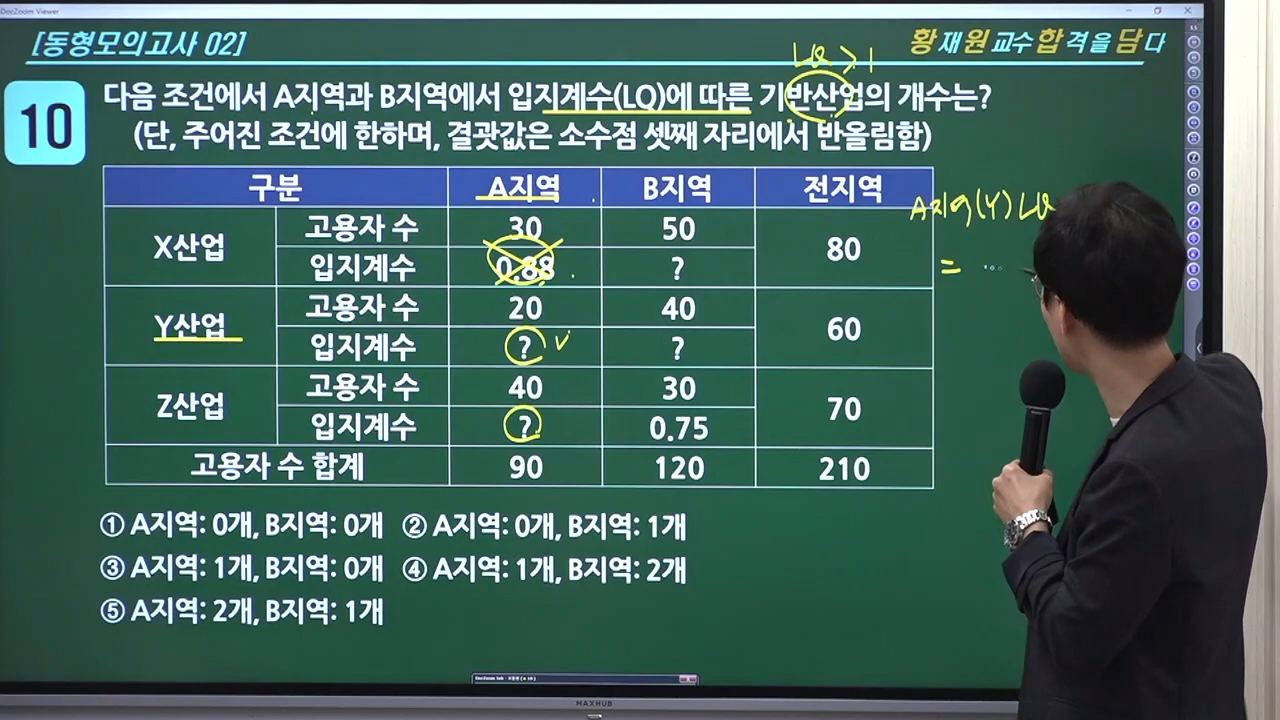 DocZoom Viewer
[동형모의고사 02]
황재원교수합격을담다
LQ > 1
10
다음 조건에서 A지역과 B지역에서 입지계수(LQ)에 따른 기반산업의 개수는?
(단, 주어진 조건에 한하며, 결괏값은 소수점 셋째 자리에서 반올림함)
구분 A지역 B지역 전지역
A지역(Y) LQ
X산업 고용자 수 30 50 80
입지계수 0.88 ?
=
Y산업 고용자 수 20 40 60
입지계수 ? ?
Z산업 고용자 수 40 30 70
입지계수 ? 0.75
고용자 수 합계 90 120 210
① A지역: 0개, B지역: 0개 ② A지역: 0개, B지역: 1개
③ A지역: 1개, B지역: 0개 ④ A지역: 1개, B지역: 2개
⑤ A지역: 2개, B지역: 1개
MAXHUB